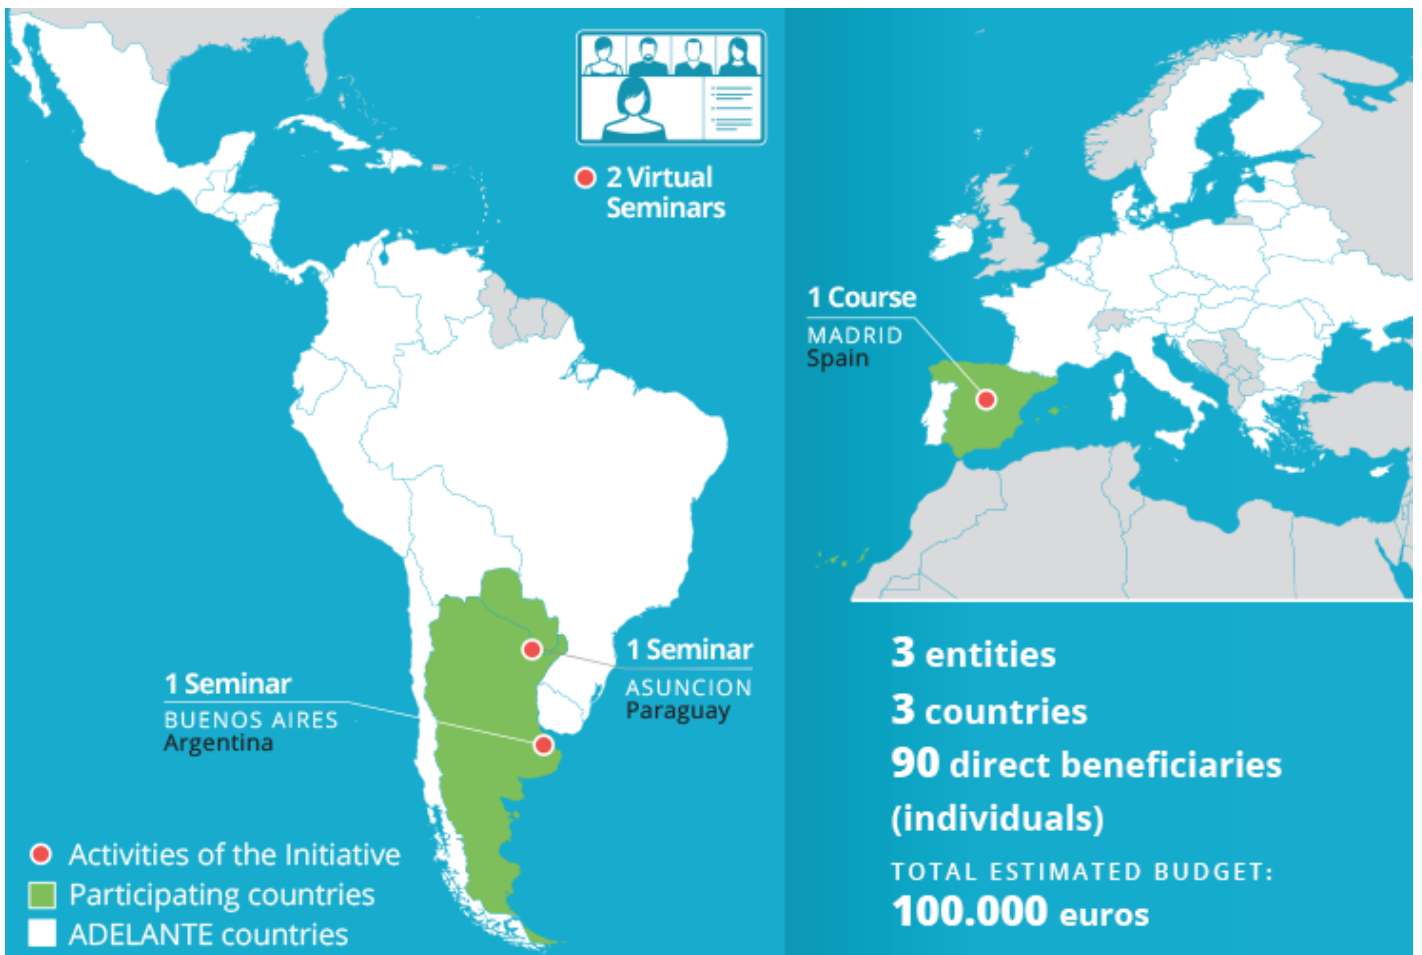 2 Virtual
Seminars
1 Seminar
BUENOS AIRES
Argentina
1 Seminar
ASUNCION
Paraguay
Activities of the Initiative
Participating countries
ADELANTE countries
1 Course
MADRID
Spain
3 entities
3 countries
90 direct beneficiaries
(individuals)
TOTAL ESTIMATED BUDGET:
100.000 euros